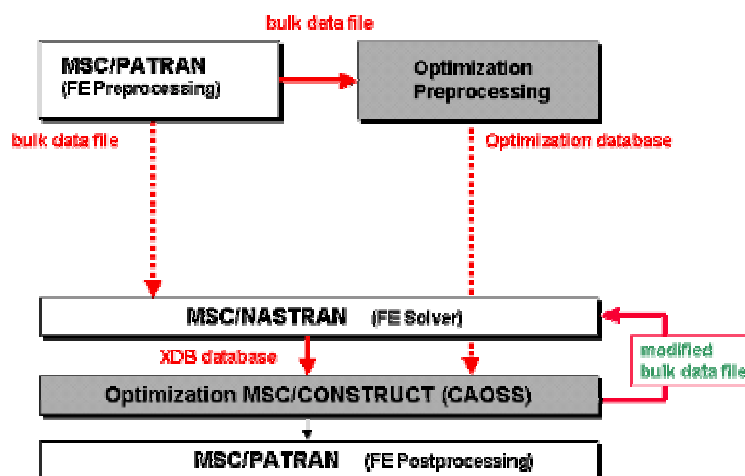 bulk data file
MSC/PATRAN
(FE Preprocessing)
Optimization
Preprocessing
bulk data file
Optimization database
MSC/NASTRAN (FE Solver)
XDB database
modified
bulk data file
Optimization MSC/CONSTRUCT (CAOSS)
MSC/PATRAN (FE Postprocessing)